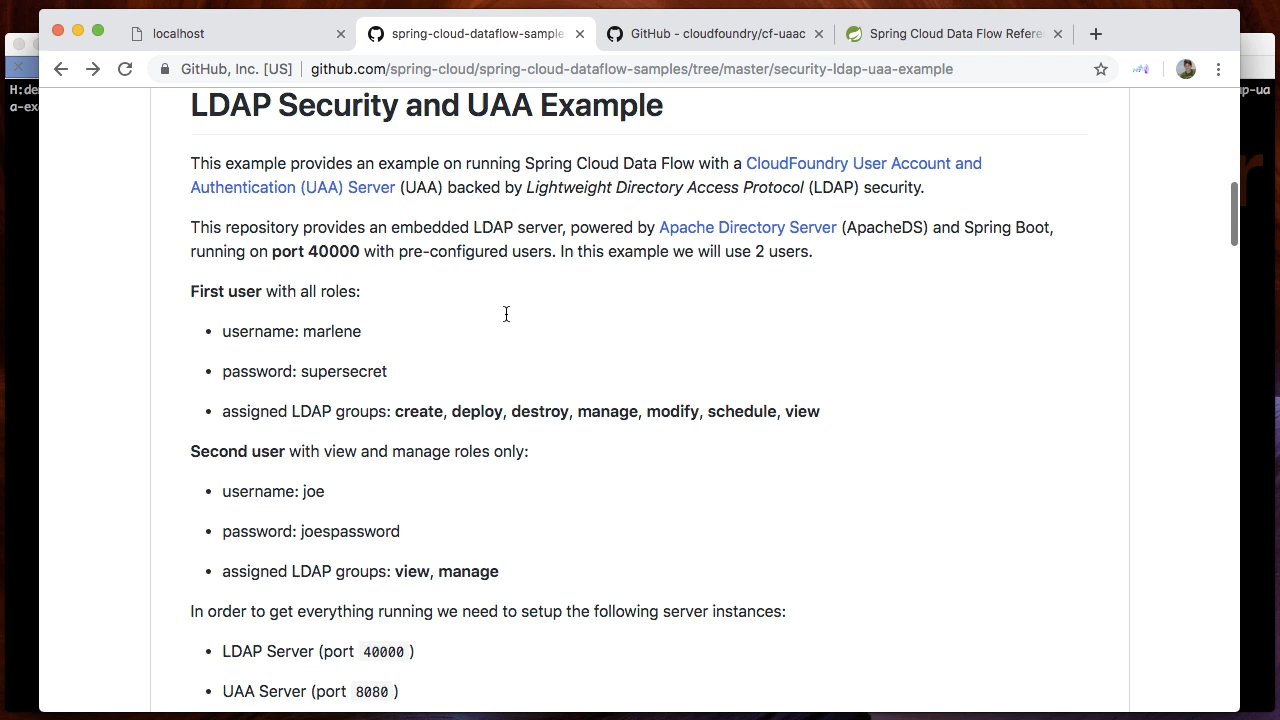 localhost
spring-cloud-dataflow-sample
GitHub - cloudfoundry/cf-uaac
Spring Cloud Data Flow Refere
GitHub, Inc. [US]
github.com/spring-cloud/spring-cloud-dataflow-samples/tree/master/security-ldap-uaa-example
H:de
a-ex
p-ua
LDAP Security and UAA Example
This example provides an example on running Spring Cloud Data Flow with a CloudFoundry User Account and
Authentication (UAA) Server (UAA) backed by Lightweight Directory Access Protocol (LDAP) security.
This repository provides an embedded LDAP server, powered by Apache Directory Server (ApacheDS) and Spring Boot,
running on port 40000 with pre-configured users. In this example we will use 2 users.
First user with all roles:
• username: marlene
• password: supersecret
• assigned LDAP groups: create, deploy, destroy, manage, modify, schedule, view
Second user with view and manage roles only:
• username: joe
• password: joespassword
• assigned LDAP groups: view, manage
In order to get everything running we need to setup the following server instances:
• LDAP Server (port 40000 )
• UAA Server (port 8080 )